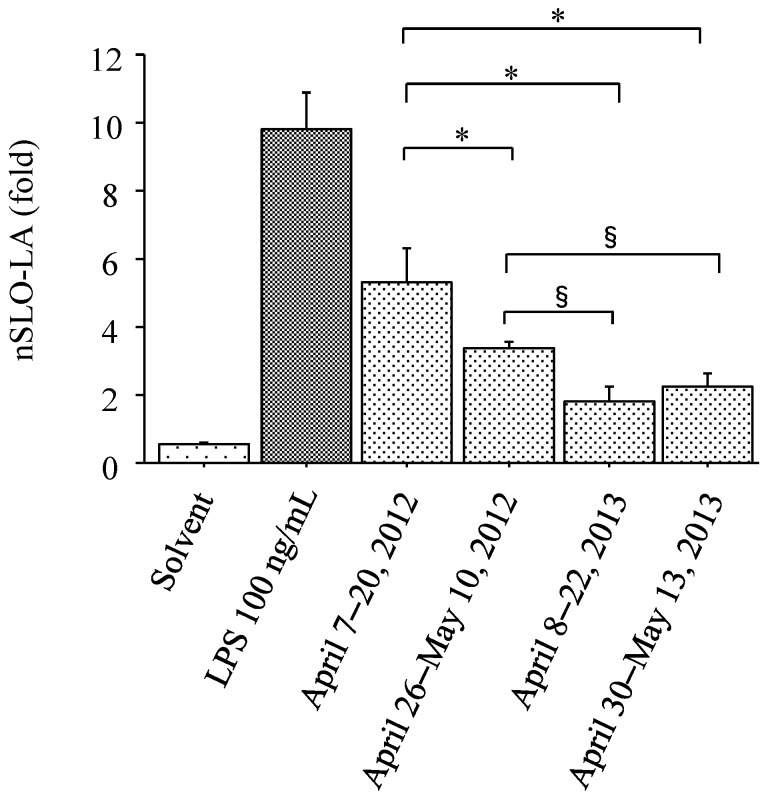 *
*
*
§
§
nSLO-LA (fold)
12
10
8
6
4
2
0
Solvent
LPS 100 ng/mL
April 7–20, 2012
April 26–May 10, 2012
April 8–22, 2013
April 30–May 13, 2013